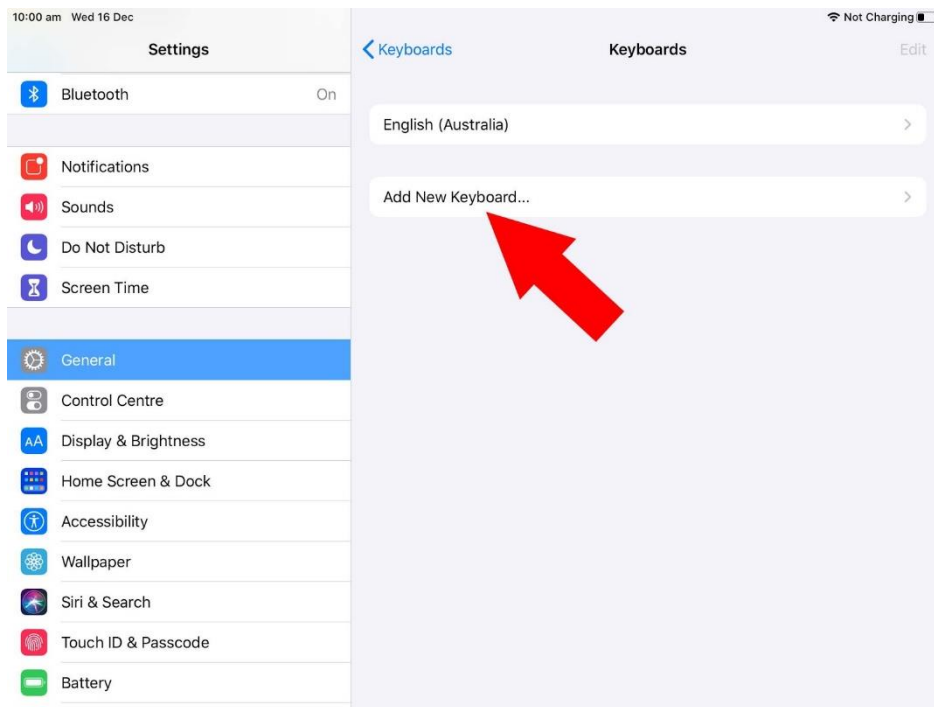 10:00 am Wed 16 Dec
Not Charging
Settings
Bluetooth On
Notifications
Sounds
Do Not Disturb
Screen Time
General
Control Centre
AA Display & Brightness
Home Screen & Dock
Accessibility
Wallpaper
Siri & Search
Touch ID & Passcode
Battery
Keyboards
Keyboards
Edit
English (Australia)
Add New Keyboard...